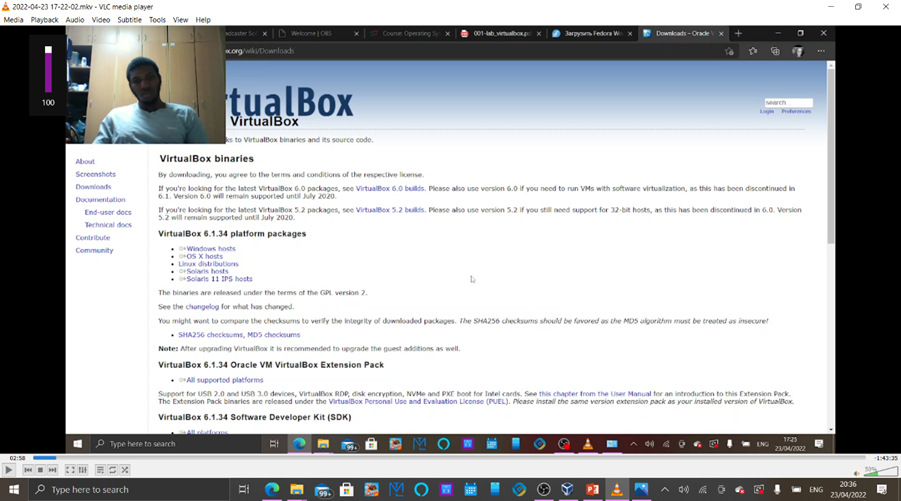 2022-04-23 17-22-02.mkv - VLC media player
Media Playback Audio Video Subtitle Tools View Help
Welcome | OBS
Course: Operating Sy
001-lab_virtualbox.pd
Загрузить Fedora Wo
Downloads – Oracle V
box.org/wiki/Downloads
100
tualBox
VirtualBox
search
Login Preferences
ks to VirtualBox binaries and its source code.
About
Screenshots
Downloads
Documentation
End-user docs
Technical docs
Contribute
Community
VirtualBox binaries
By downloading, you agree to the terms and conditions of the respective license.
If you're looking for the latest VirtualBox 6.0 packages, see VirtualBox 6.0 builds. Please also use version 6.0 if you need to run VMs with software virtualization, as this has been discontinued in
6.1. Version 6.0 will remain supported until July 2020.
If you're looking for the latest VirtualBox 5.2 packages, see VirtualBox 5.2 builds. Please also use version 5.2 if you still need support for 32-bit hosts, as this has been discontinued in 6.0. Version
5.2 will remain supported until July 2020.
VirtualBox 6.1.34 platform packages
Windows hosts
OS X hosts
Linux distributions
Solaris hosts
Solaris 11 IPS hosts
The binaries are released under the terms of the GPL version 2.
See the changelog for what has changed.
You might want to compare the checksums to verify the integrity of downloaded packages. The SHA256 checksums should be favored as the MD5 algorithm must be treated as insecure!
SHA256 checksums, MD5 checksums
Note: After upgrading VirtualBox it is recommended to upgrade the guest additions as well.
VirtualBox 6.1.34 Oracle VM VirtualBox Extension Pack
All supported platforms
Support for USB 2.0 and USB 3.0 devices, VirtualBox RDP, disk encryption, NVMe and PXE boot for Intel cards. See this chapter from the User Manual for an introduction to this Extension Pack.
The Extension Pack binaries are released under the VirtualBox Personal Use and Evaluation License (PUEL). Please install the same version extension pack as your installed version of VirtualBox.
VirtualBox 6.1.34 Software Developer Kit (SDK)
All platforms
Type here to search
99+
ENG
17:25
23/04/2022
02:58
-1:43:35
50%
Type here to search
99+
ENG
20:36
23/04/2022